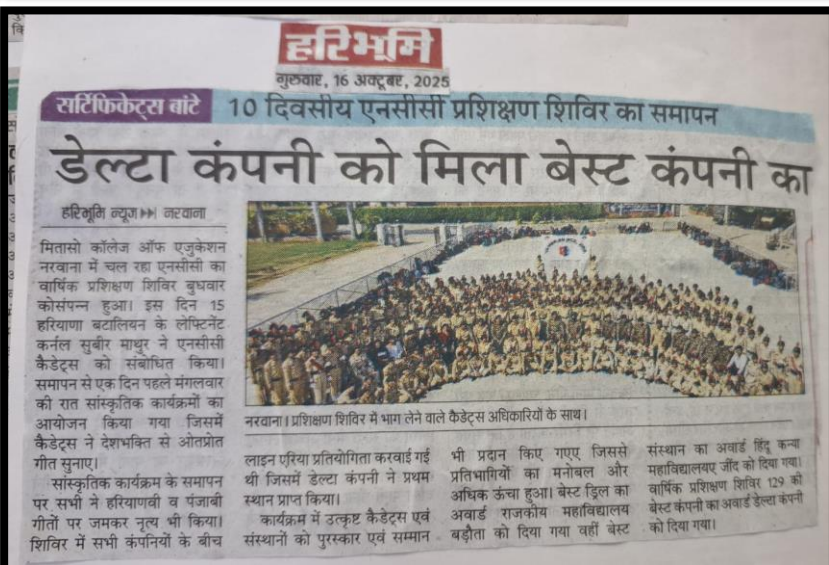 हरिभूमि
गुरुवार, 16 अक्टूबर, 2025
सर्टिफिकेट्स बांटे
10 दिवसीय एनसीसी प्रशिक्षण शिविर का समापन
डेल्टा कंपनी को मिला बेस्ट कंपनी का
हरिभूमि न्यूज ▶▶। नरवाना
मितासो कॉलेज ऑफ एजुकेशन
नरवाना में चल रहा एनसीसी का
वार्षिक प्रशिक्षण शिविर बुधवार
कोसंपन्न हुआ। इस दिन 15
हरियाणा बटालियन के लेफ्टिनेंट
कर्नल सुबीर माथुर ने एनसीसी
कैडेट्स को संबोधित किया।
समापन से एक दिन पहले मंगलवार
की रात सांस्कृतिक कार्यक्रमों का
आयोजन किया गया जिसमें
कैडेट्स ने देशभक्ति से ओतप्रोत
गीत सुनाए।
सांस्कृतिक कार्यक्रम के समापन
पर सभी ने हरियाणवी व पंजाबी
गीतों पर जमकर नृत्य भी किया।
शिविर में सभी कंपनियों के बीच
नरवाना। प्रशिक्षण शिविर में भाग लेने वाले कैडेट्स अधिकारियों के साथ।
लाइन एरिया प्रतियोगिता करवाई गई
थी जिसमें डेल्टा कंपनी ने प्रथम
स्थान प्राप्त किया।
कार्यक्रम में उत्कृष्ट कैडेट्स एवं
संस्थानों को पुरस्कार एवं सम्मान
भी प्रदान किए गएए जिससे
प्रतिभागियों का मनोबल और
अधिक ऊंचा हुआ। बेस्ट ड्रिल का
अवार्ड राजकीय महाविद्यालय
बड़ौता को दिया गया वहीं बेस्ट
संस्थान का अवार्ड हिंदू कन्या
महाविद्यालयए जींद को दिया गया।
वार्षिक प्रशिक्षण शिविर 129 को
बेस्ट कंपनी का अवार्ड डेल्टा कंपनी
को दिया गया।